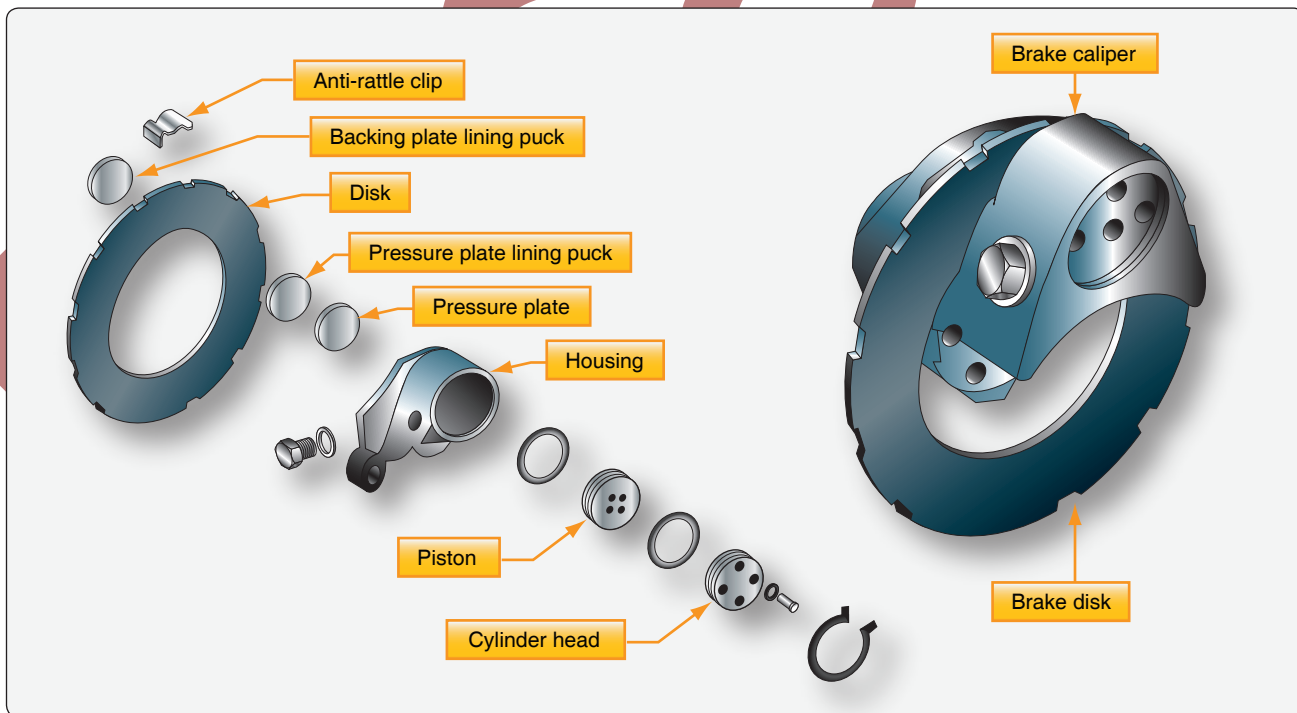 Anti-rattle clip
Backing plate lining puck
Disk
Pressure plate lining puck
Pressure plate
Housing
Piston
Cylinder head
Brake caliper
Brake disk